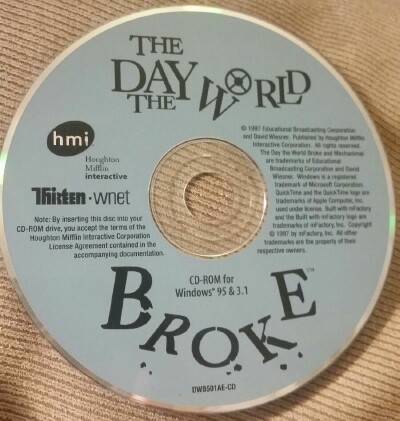 THE
DAY
THE
WORLD
hmi
Houghton
Mifflin
interactive
Thirteen·wnet
Note: By inserting this disc into your
CD-ROM drive, you accept the terms of the
Houghton Mifflin Interactive Corporation
License Agreement contained in the
accompanying documentation.
© 1997 Educational Broadcasting Corporation
and David Wiesner. Published by Houghton Mifflin
Interactive Corporation. All rights reserved.
The Day the World Broke and Mechanimal
are trademarks of Educational
Broadcasting Corporation and David
Wiesner. Windows is a registered
trademark of Microsoft Corporation.
QuickTime and the QuickTime logo are
trademarks of Apple Computer, Inc.
used under license. Built with mFactory
and the Built with mFactory logo are
trademarks of mFactory, Inc. Copyright
© 1997 by mFactory, Inc. All other
trademarks are the property of their
respective owners.
CD-ROM for
Windows® 95 & 3.1
BROKE™
DWB501AE-CD